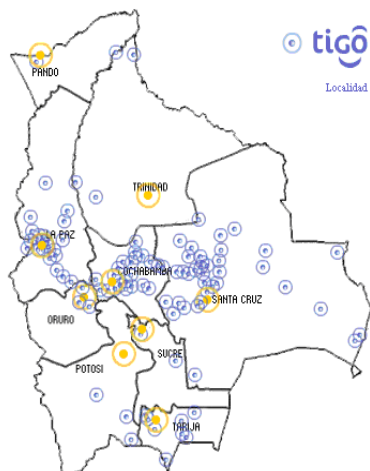 tigo
Localidad
PANDO
TRINIDAD
LA PAZ
COCHABAMBA
SANTA CRUZ
ORURO
SUCRE
POTOSI
TARIJA